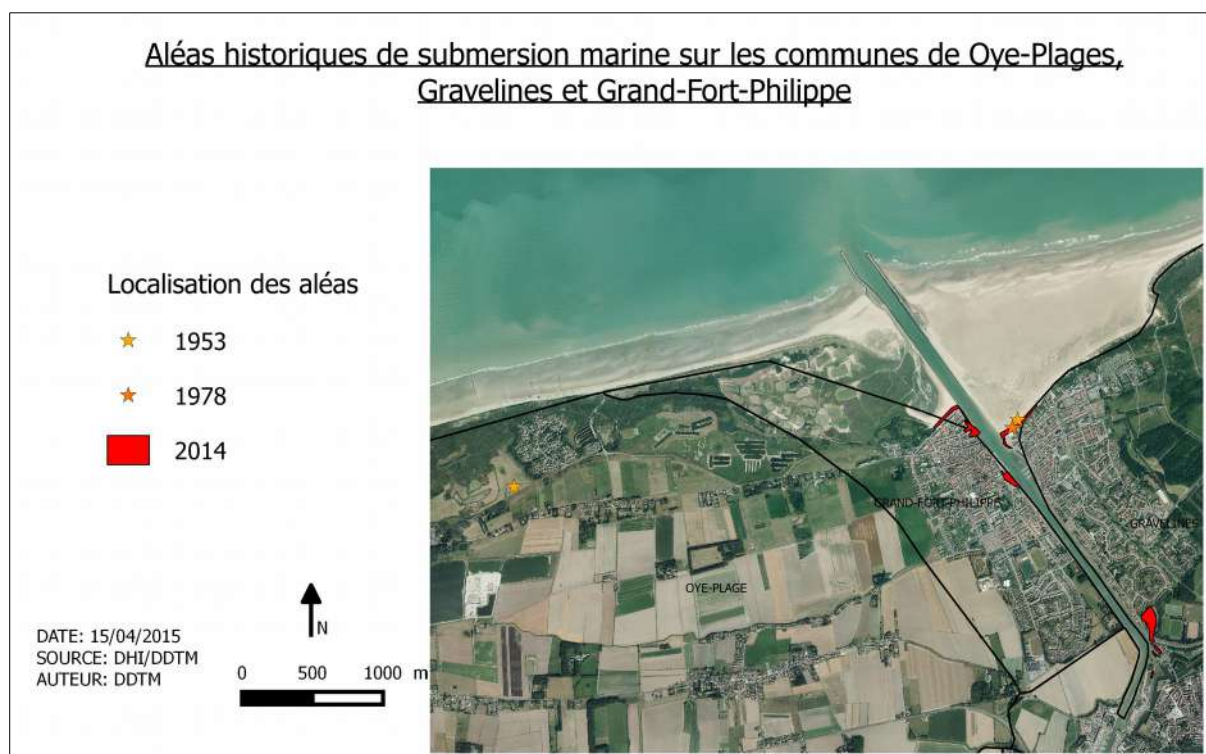 Aléas historiques de submersion marine sur les communes de Oye-Plages,
Gravelines et Grand-Fort-Philippe
Localisation des aléas
1953
1978
2014
GRAND-FORT-PHILIPPE
GRAVELINES
OYE-PLAGE
N
DATE: 15/04/2015
SOURCE: DHI/DDTM
AUTEUR: DDTM
0 500 1000 m